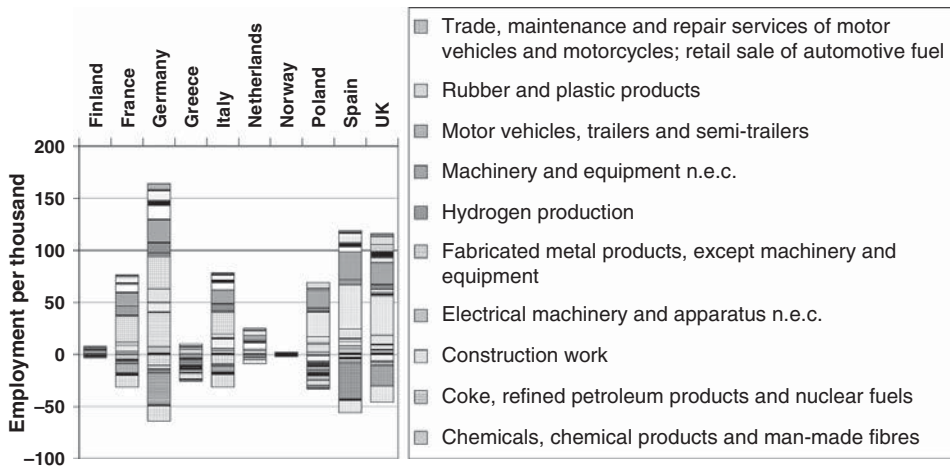 Finland
France
Germany
Greece
Italy
Netherlands
Norway
Poland
Spain
UK
Employment per thousand
200
150
100
50
0
−50
−100
Trade, maintenance and repair services of motor
vehicles and motorcycles; retail sale of automotive fuel
Rubber and plastic products
Motor vehicles, trailers and semi-trailers
Machinery and equipment n.e.c.
Hydrogen production
Fabricated metal products, except machinery and
equipment
Electrical machinery and apparatus n.e.c.
Construction work
Coke, refined petroleum products and nuclear fuels
Chemicals, chemical products and man-made fibres